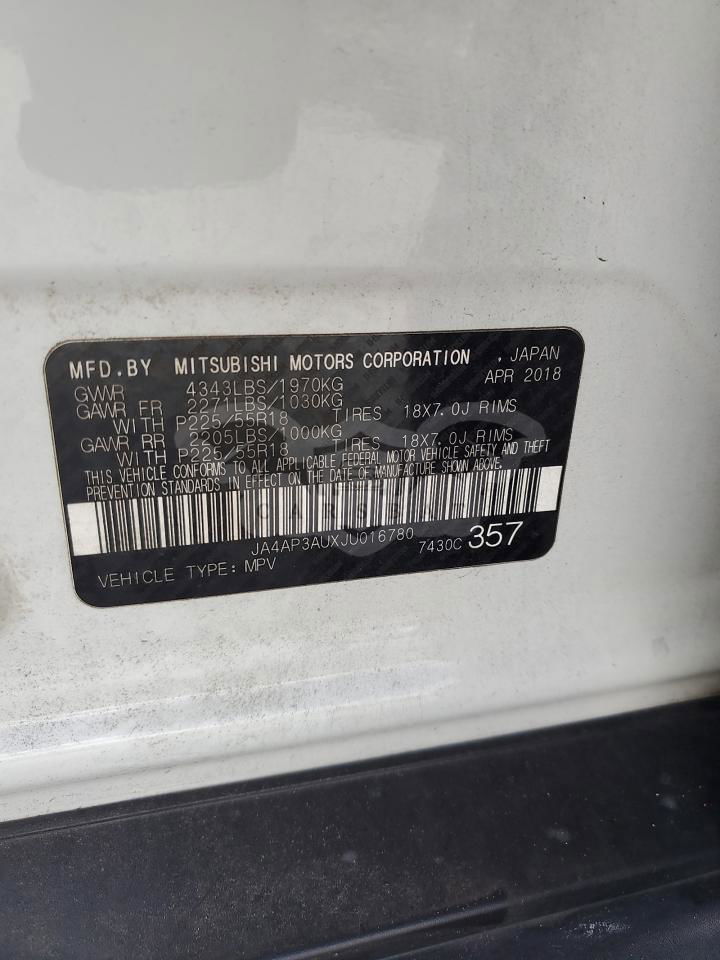 MFD.BY MITSUBISHI MOTORS CORPORATION , JAPAN
GVWR 4343LBS/1970KG APR 2018
GAWR FR 2271LBS/1030KG
WITH P225/55R18 TIRES 18X7.0J RIMS
GAWR RR 2205LBS/1000KG
WITH P225/55R18 TIRES 18X7.0J RIMS
THIS VEHICLE CONFORMS TO ALL APPLICABLE FEDERAL MOTOR VEHICLE SAFETY AND THEFT
PREVENTION STANDARDS IN EFFECT ON THE DATE OF MANUFACTURE SHOWN ABOVE.
CARSBAT
JA4AP3AUXJU016780 7430C 357
VEHICLE TYPE: MPV